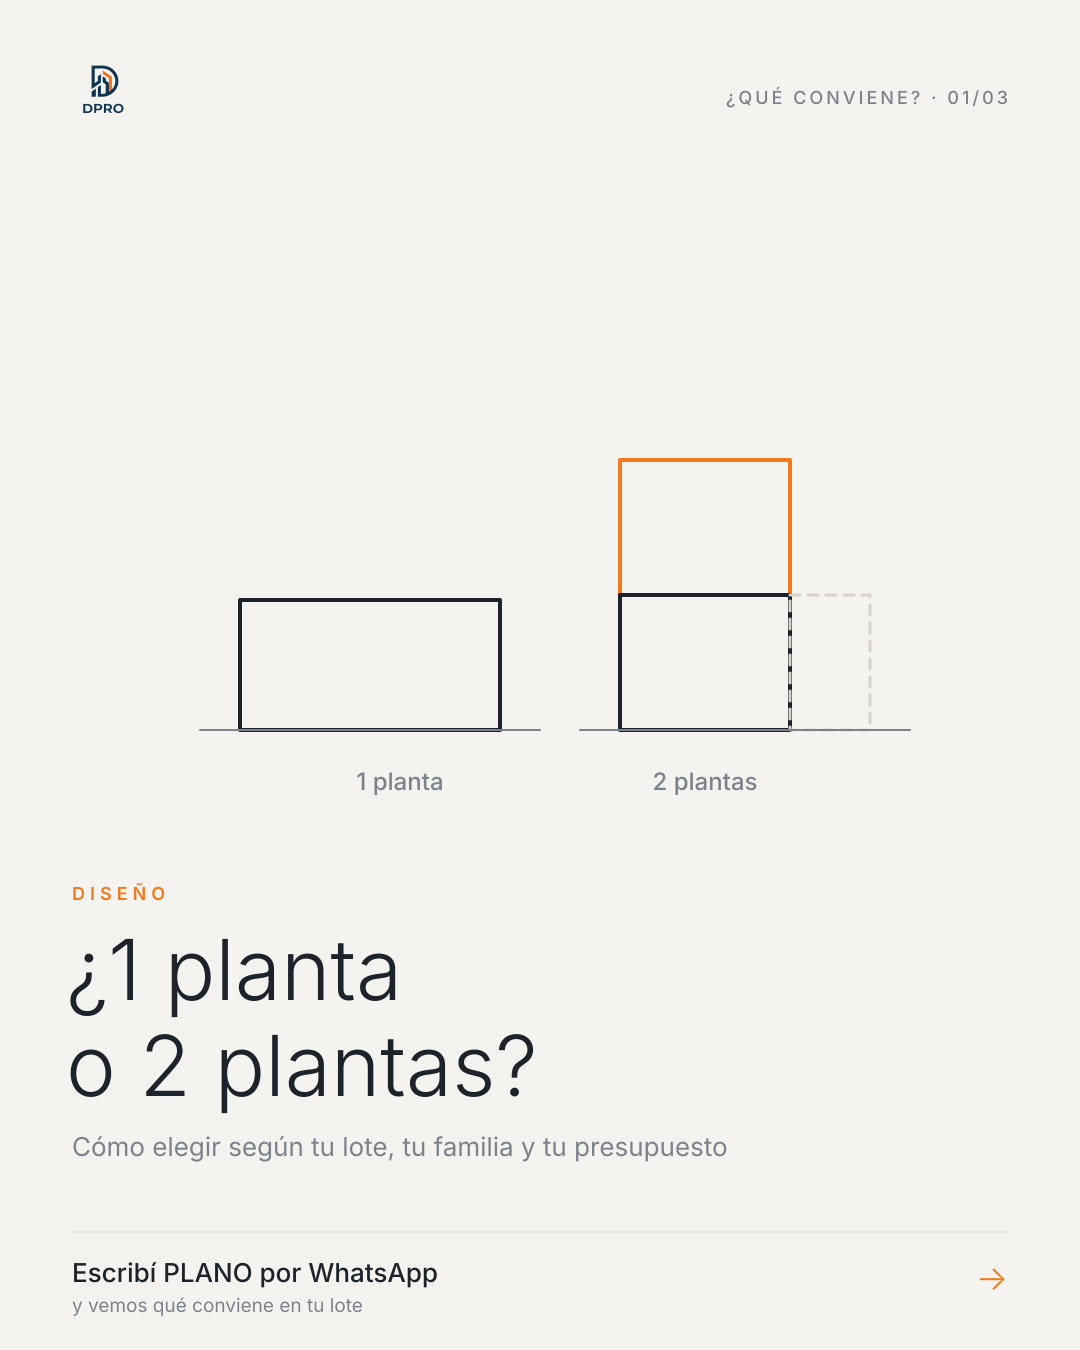 DPRO
¿QUÉ CONVIENE? · 01/03
1 planta
2 plantas
DISEÑO
¿1 planta
o 2 plantas?
Cómo elegir según tu lote, tu familia y tu presupuesto
Escribí PLANO por WhatsApp
y vemos qué conviene en tu lote